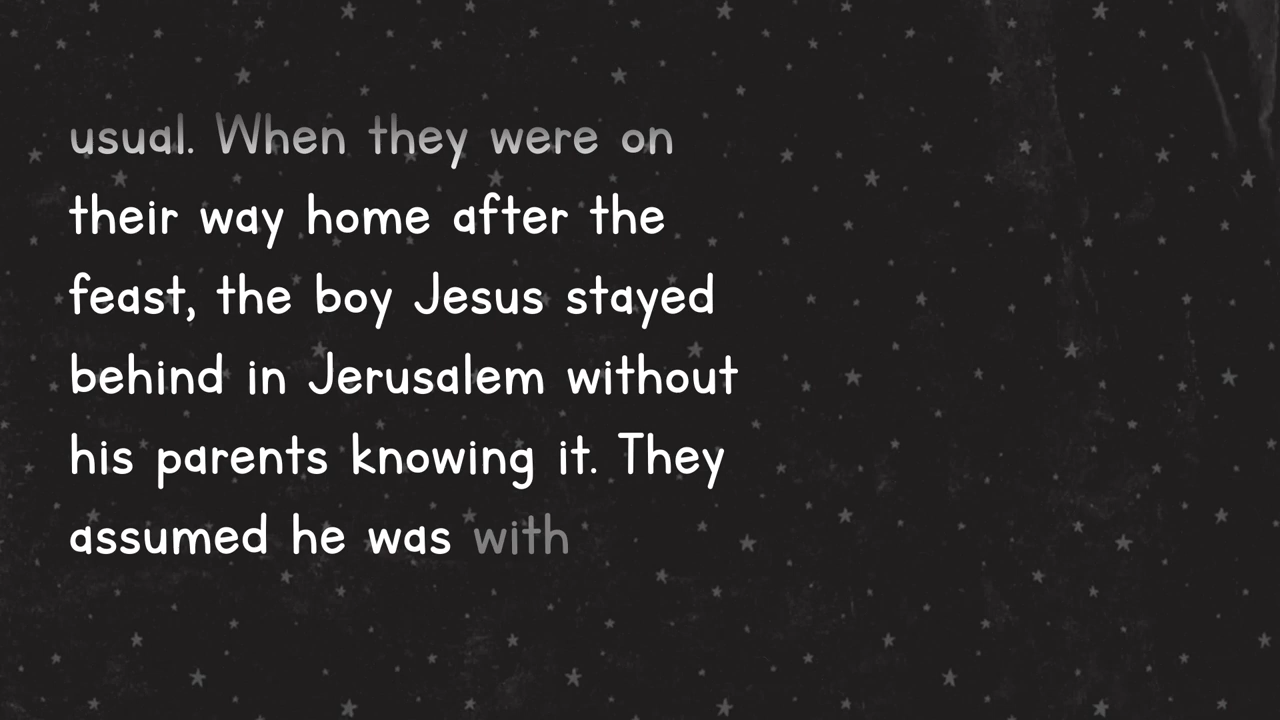 usual. When they were on
their way home after the
feast, the boy Jesus stayed
behind in Jerusalem without
his parents knowing it. They
assumed he was with